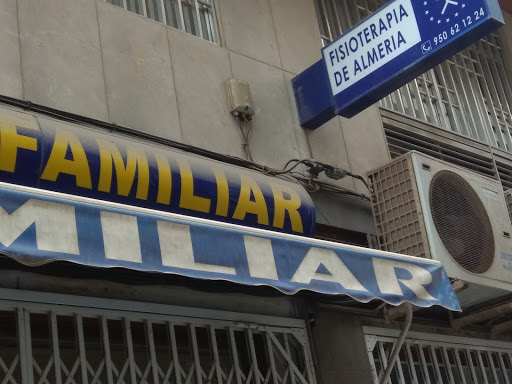 FISIOTERAPIA
DE ALMERIA
950 62 12 24
FAMILIAR
MILIAR